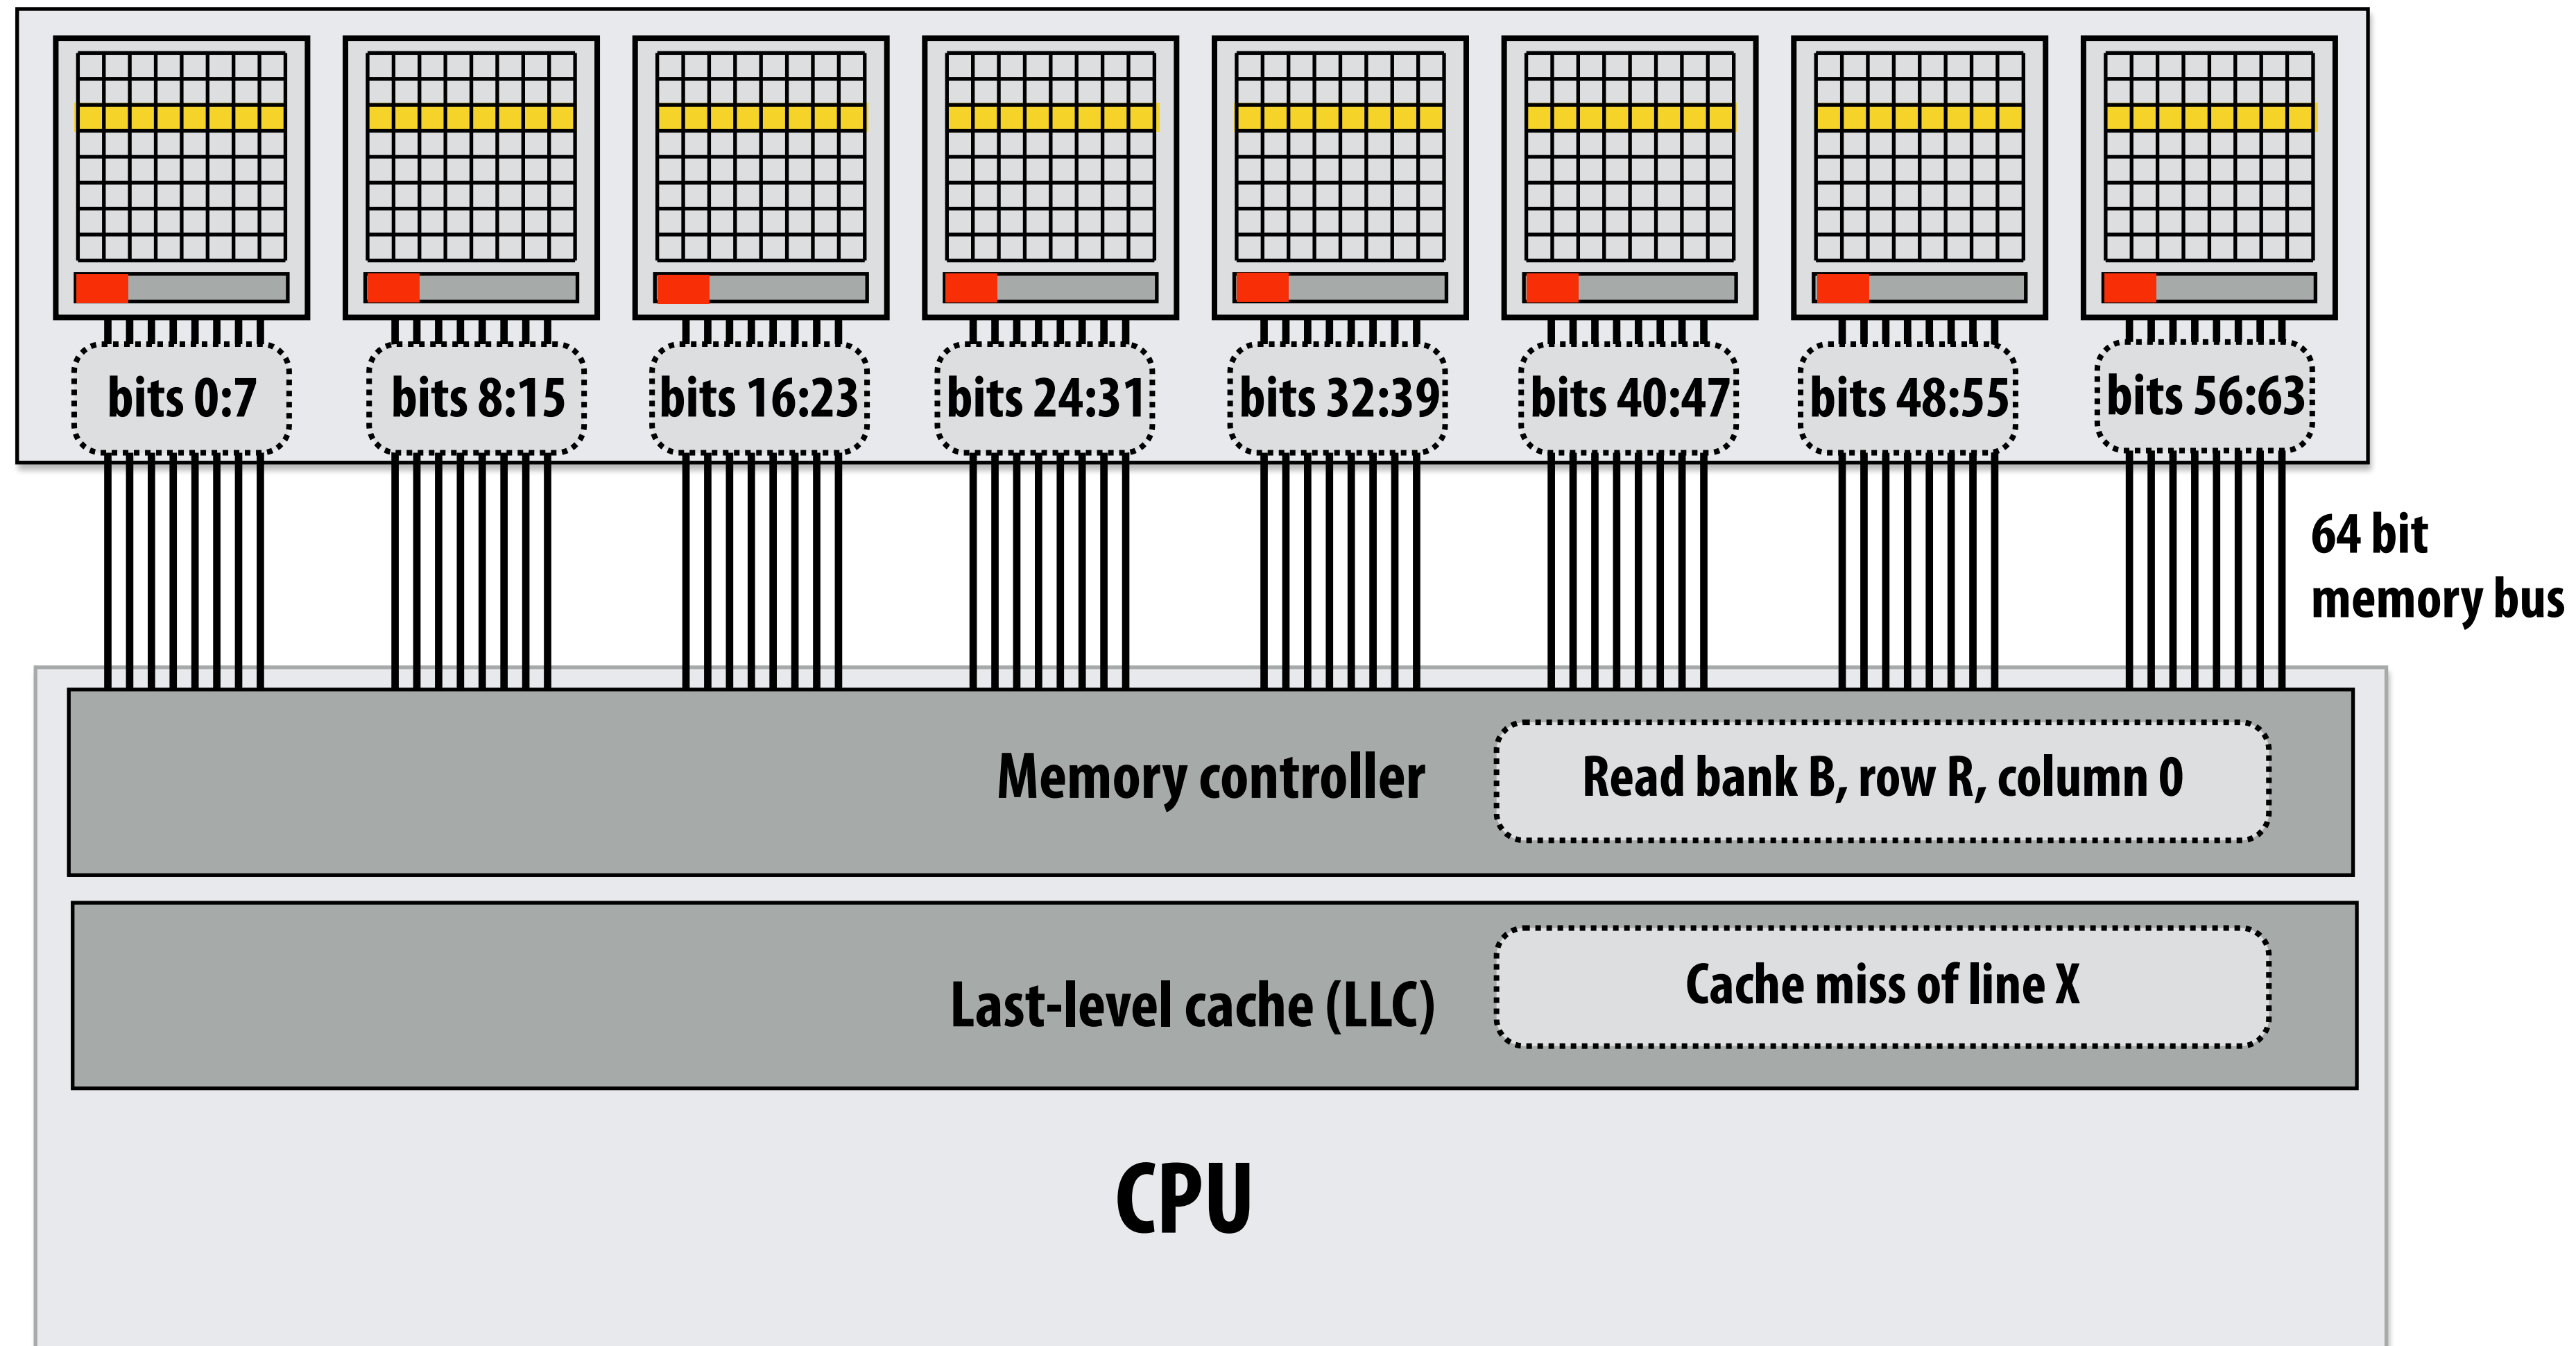 bits 0:7
bits 8:15
bits 16:23
bits 24:31
bits 32:39
bits 40:47
bits 48:55
bits 56:63
64 bit
memory bus
Memory controller
Read bank B, row R, column 0
Last-level cache (LLC)
Cache miss of line X
CPU